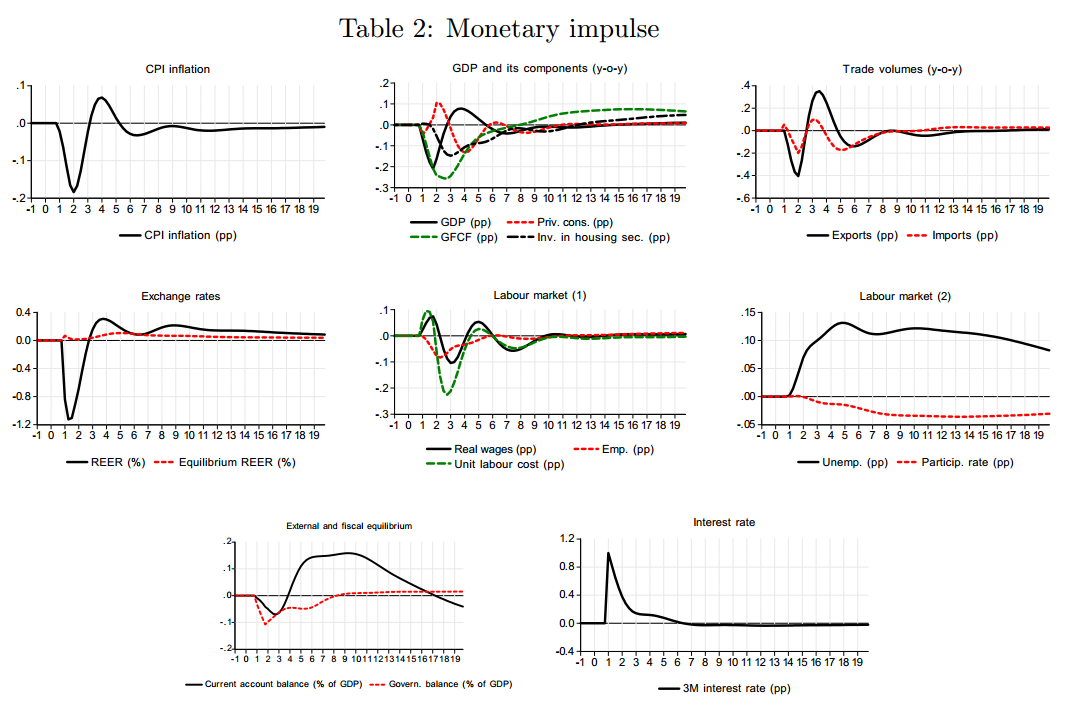 Table 2: Monetary impulse
CPI inflation
.1
.0
-.1
-.2
-1 0 1 2 3 4 5 6 7 8 9 10 11 12 13 14 15 16 17 18 19
CPI inflation (pp)
GDP and its components (y-o-y)
.2
.1
.0
-.1
-.2
-.3
-1 0 1 2 3 4 5 6 7 8 9 10 11 12 13 14 15 16 17 18 19
GDP (pp) Priv. cons. (pp)
GFCF (pp) Inv. in housing sec. (pp)
Trade volumes (y-o-y)
.4
.2
.0
-.2
-.4
-.6
-1 0 1 2 3 4 5 6 7 8 9 10 11 12 13 14 15 16 17 18 19
Exports (pp) Imports (pp)
Exchange rates
0.4
0.0
-0.4
-0.8
-1.2
-1 0 1 2 3 4 5 6 7 8 9 10 11 12 13 14 15 16 17 18 19
REER (%) Equilibrium REER (%)
Labour market (1)
.1
.0
-.1
-.2
-.3
-1 0 1 2 3 4 5 6 7 8 9 10 11 12 13 14 15 16 17 18 19
Real wages (pp) Emp. (pp)
Unit labour cost (pp)
Labour market (2)
.15
.10
.05
.00
-.05
-1 0 1 2 3 4 5 6 7 8 9 10 11 12 13 14 15 16 17 18 19
Unemp. (pp) Particip. rate (pp)
External and fiscal equilibrium
.2
.1
.0
-.1
-.2
-1 0 1 2 3 4 5 6 7 8 9 10 11 12 13 14 15 16 17 18 19
Current account balance (% of GDP) Govern. balance (% of GDP)
Interest rate
1.2
0.8
0.4
0.0
-0.4
-1 0 1 2 3 4 5 6 7 8 9 10 11 12 13 14 15 16 17 18 19
3M interest rate (pp)